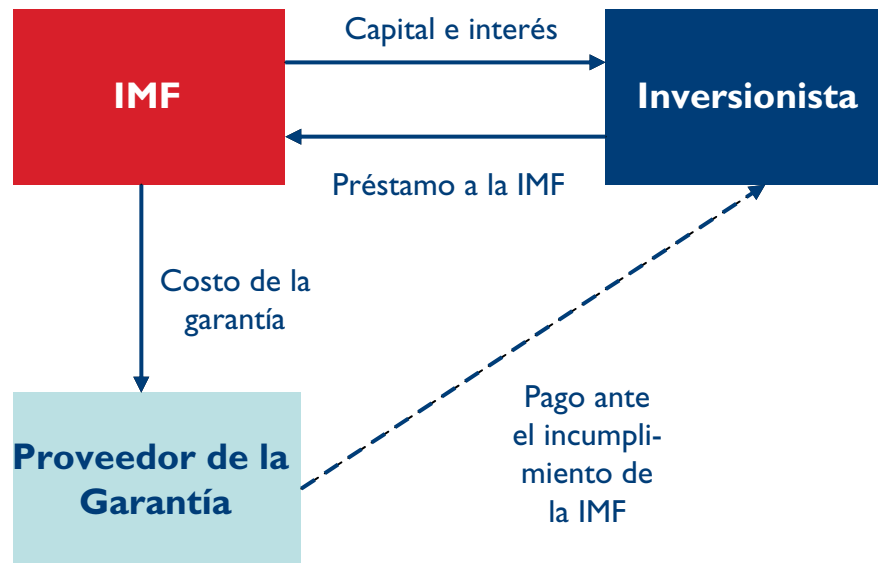 Capital e interés
IMF
Inversionista
Préstamo a la IMF
Costo de la
garantía
Proveedor de la
Garantía
Pago ante
el incumpli-
miento de
la IMF